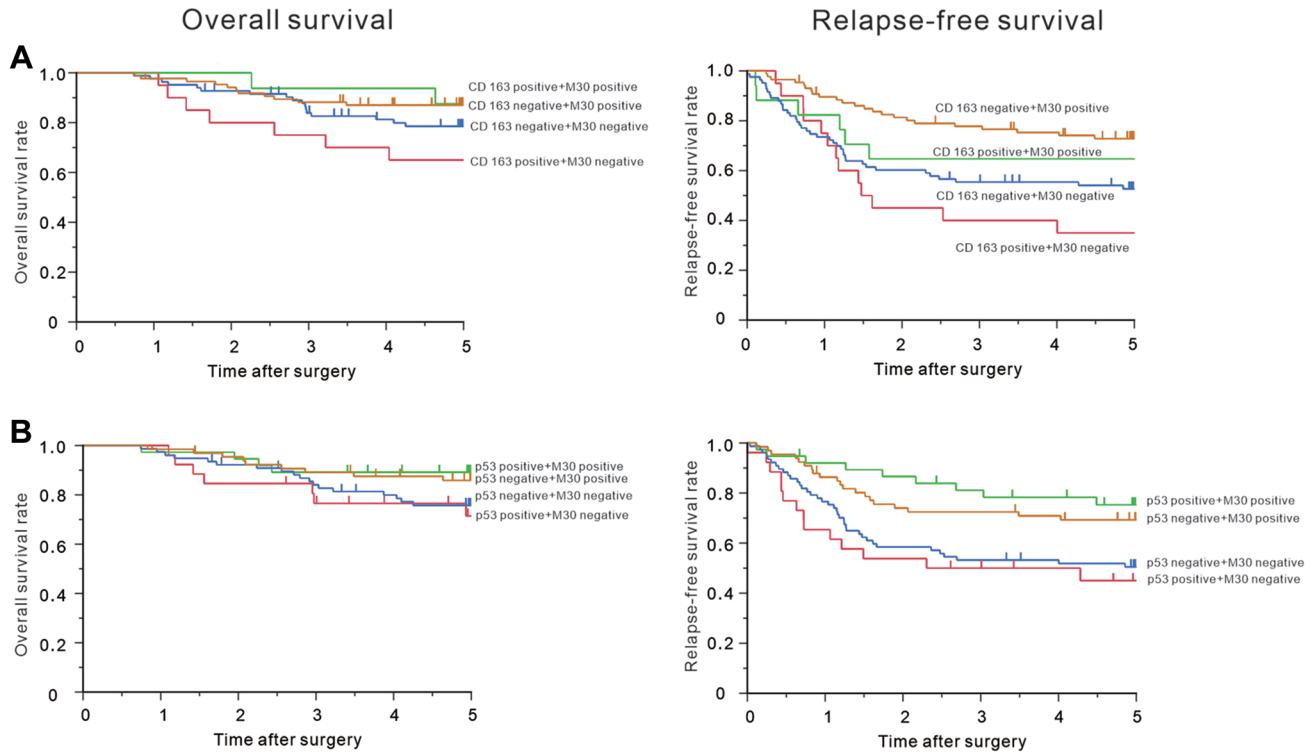 Overall survival
Relapse-free survival
A
Overall survival rate
1.0
0.8
0.6
0.4
0.2
0
0 1 2 3 4 5
Time after surgery
CD 163 positive+M30 positive
CD 163 negative+M30 positive
CD 163 negative+M30 negative
CD 163 positive+M30 negative
Relapse-free survival rate
1.0
0.8
0.6
0.4
0.2
0
0 1 2 3 4 5
Time after surgery
CD 163 negative+M30 positive
CD 163 positive+M30 positive
CD 163 negative+M30 negative
CD 163 positive+M30 negative
B
Overall survival rate
1.0
0.8
0.6
0.4
0.2
0
0 1 2 3 4 5
Time after surgery
p53 positive+M30 positive
p53 negative+M30 positive
p53 negative+M30 negative
p53 positive+M30 negative
Relapse-free survival rate
1.0
0.8
0.6
0.4
0.2
0
0 1 2 3 4 5
Time after surgery
p53 positive+M30 positive
p53 negative+M30 positive
p53 negative+M30 negative
p53 positive+M30 negative